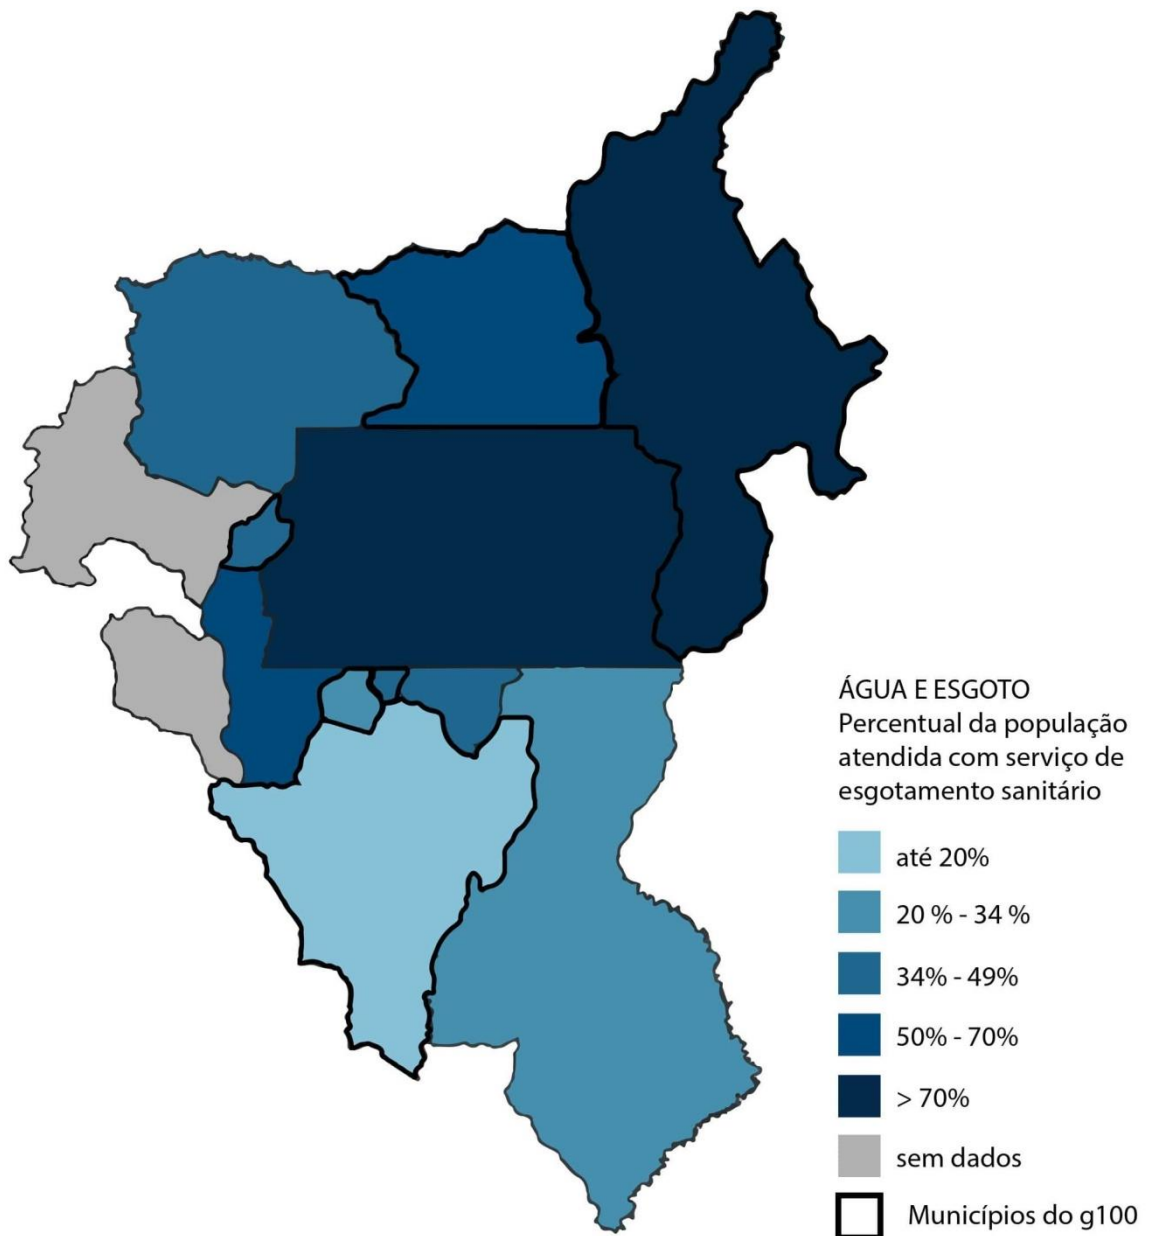 ÁGUA E ESGOTO
Percentual da população
atendida com serviço de
esgotamento sanitário
até 20%
20 % - 34 %
34% - 49%
50% - 70%
> 70%
sem dados
Municípios do g100